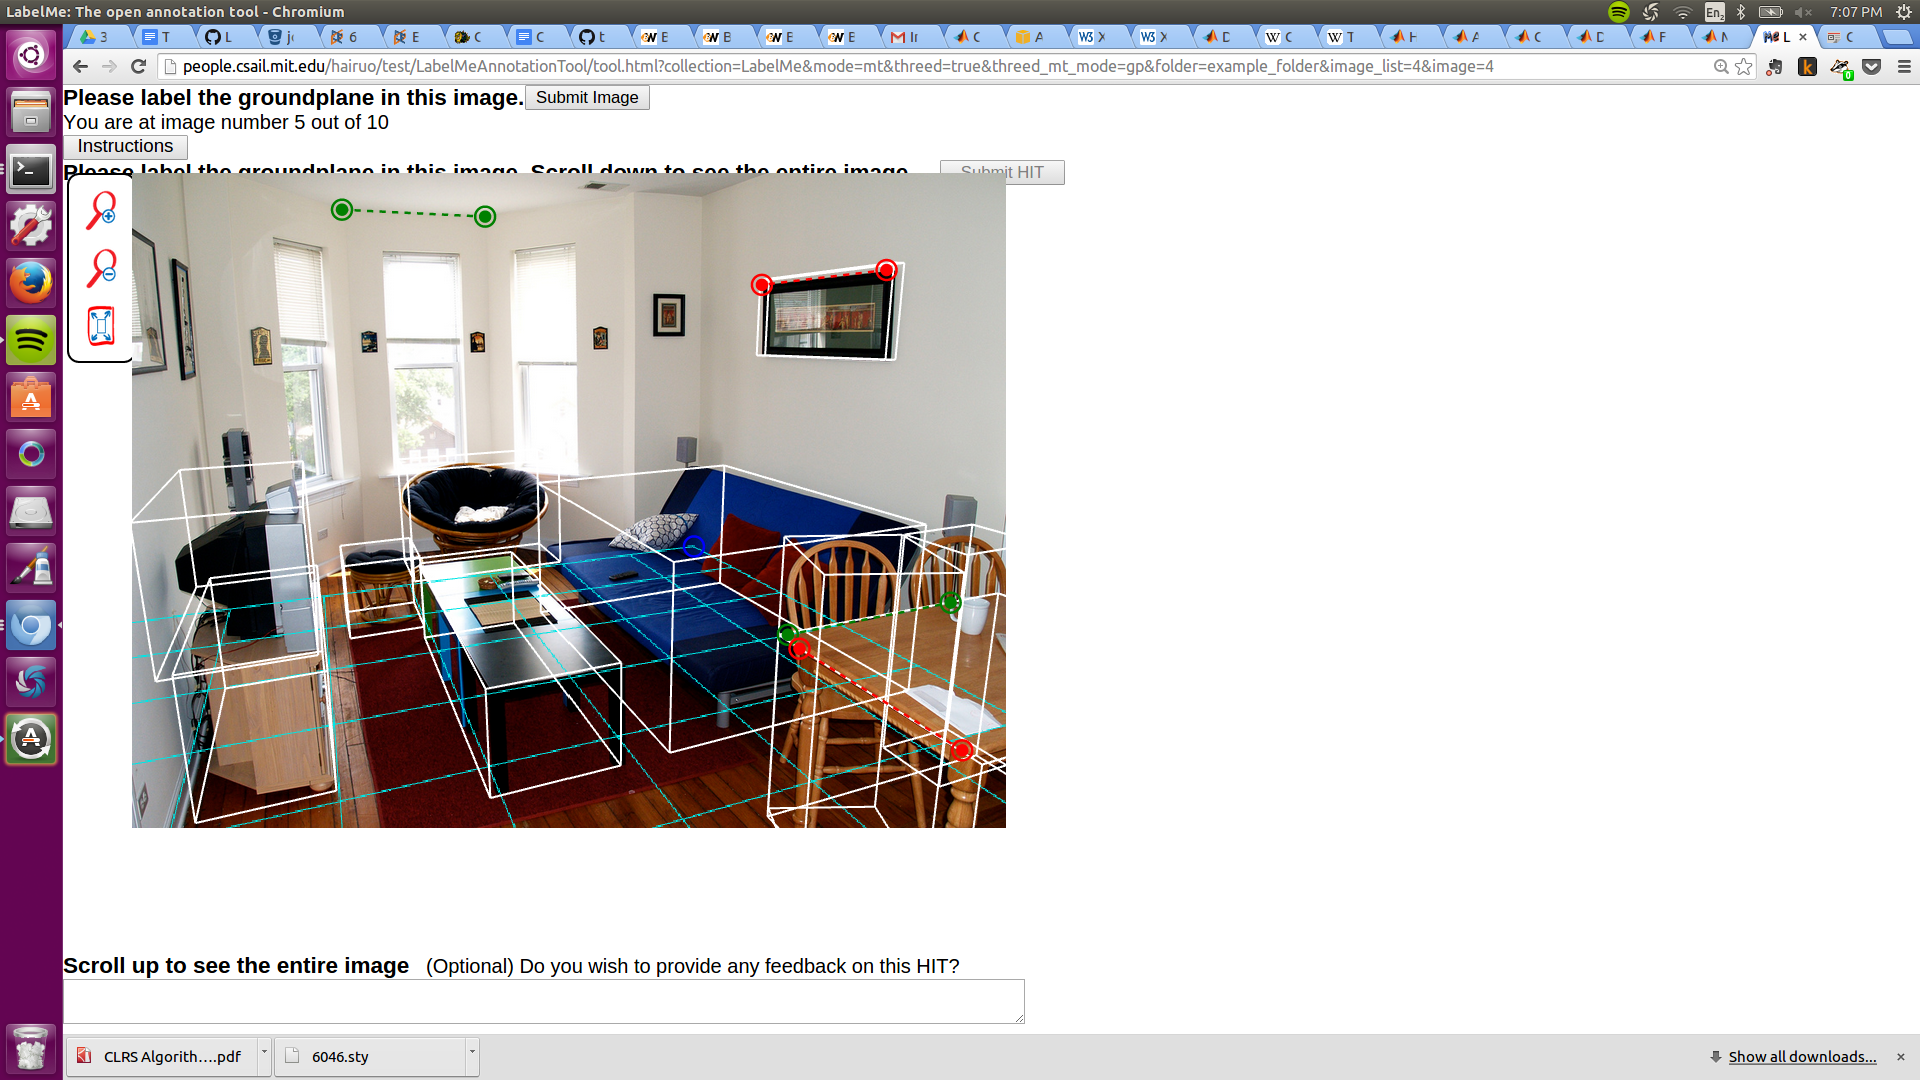 LabelMe: The open annotation tool - Chromium
En2
7:07 PM
3
T
L
6
E
C
C
t
E
B
E
E
C
A
X
X
D
C
T
H
A
C
D
F
L
C
people.csail.mit.edu/hairuo/test/LabelMeAnnotationTool/tool.html?collection=LabelMe&mode=mt&threed=true&threed_mt_mode=gp&folder=example_folder&image_list=4&image=4
Please label the groundplane in this image. Submit Image
You are at image number 5 out of 10
Instructions
Please label the groundplane in this image. Scroll down to see the entire image. Submit HIT
Scroll up to see the entire image (Optional) Do you wish to provide any feedback on this HIT?
CLRS Algorith....pdf
6046.sty
Show all downloads...